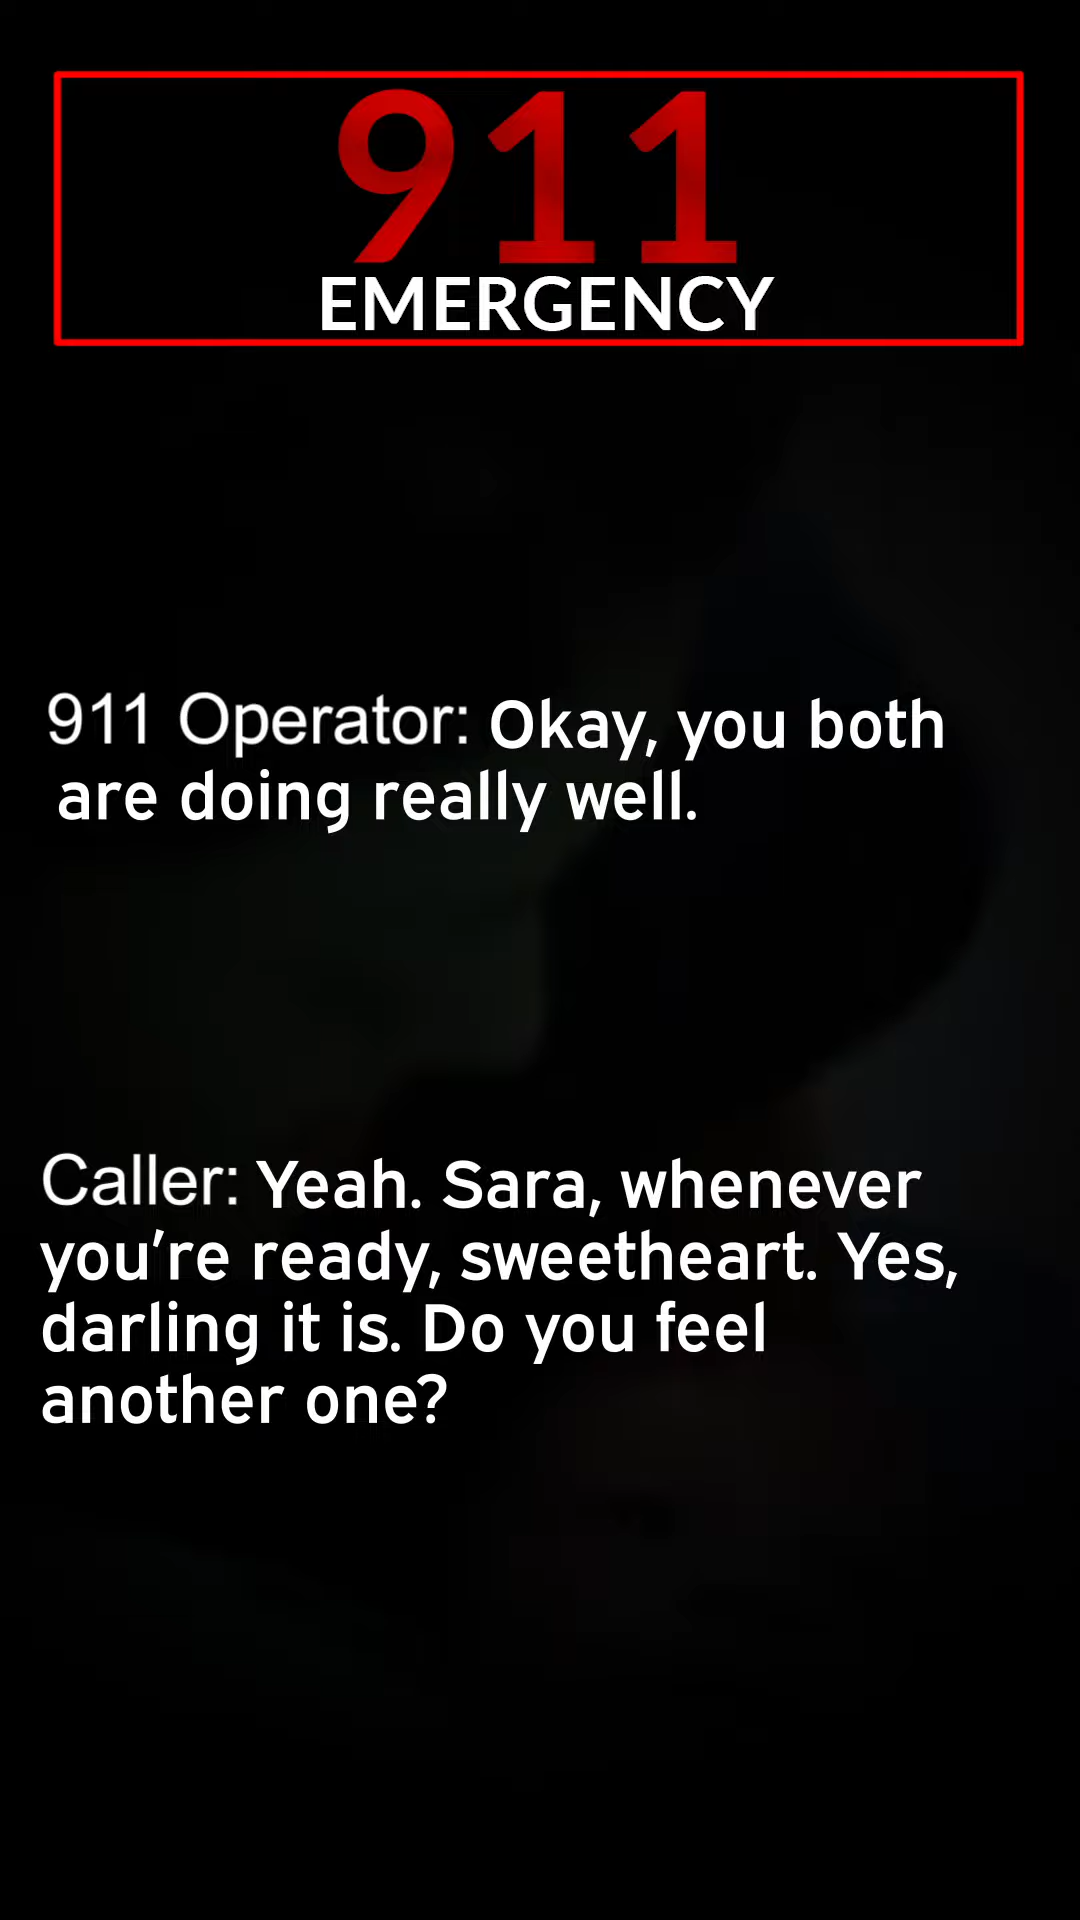 911
EMERGENCY
911 Operator: Okay, you both
are doing really well.
Caller: Yeah. Sara, whenever
you’re ready, sweetheart. Yes,
darling it is. Do you feel
another one?